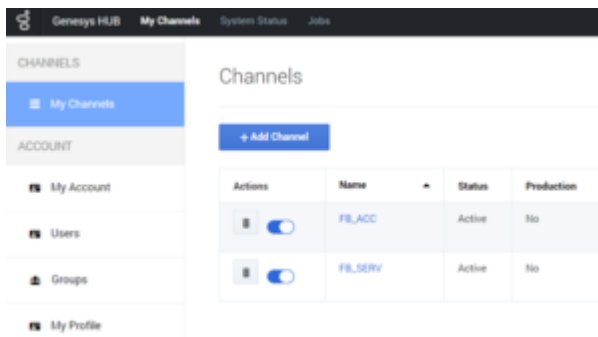 Genesys HUB My Channels System Status Jobs
CHANNELS
My Channels
ACCOUNT
My Account
Users
Groups
My Profile
Channels
+ Add Channel
Actions Name Status Production
FB_ACC Active No
FB_SERV Active No